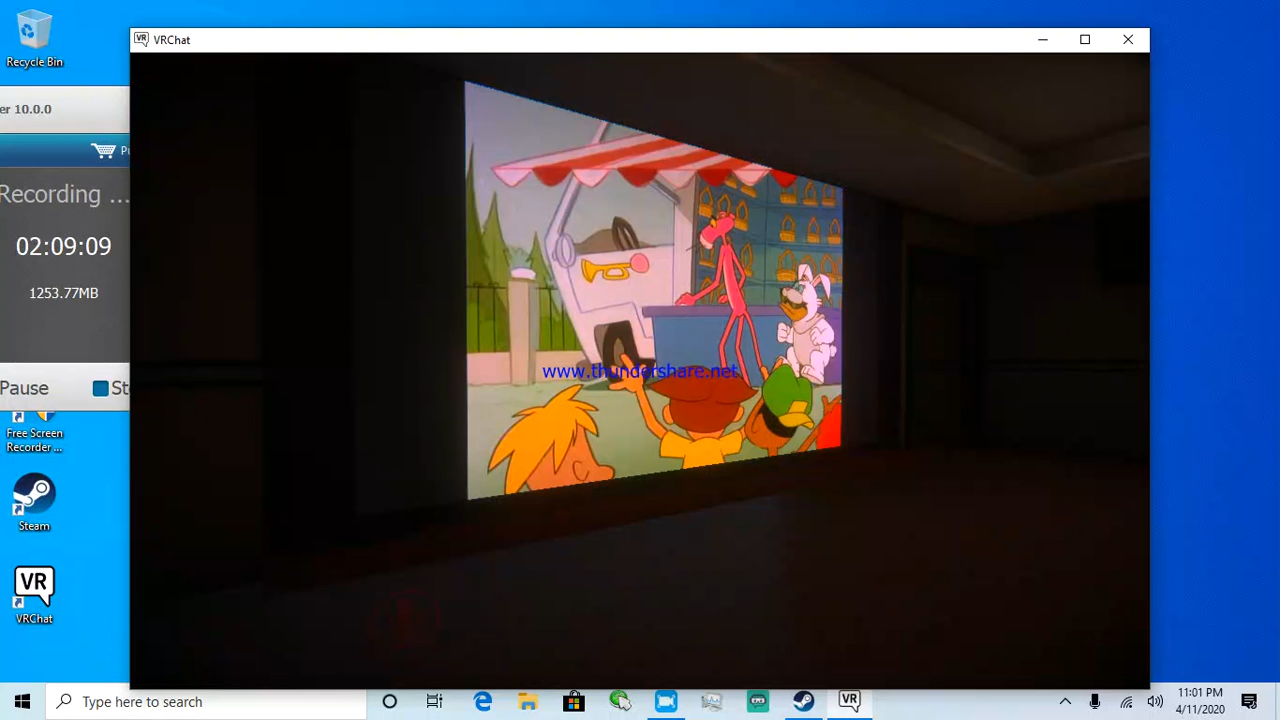 Recycle Bin
VRChat
er 10.0.0
Recording ...
02:09:09
1253.77MB
Pause
St
Free Screen
Recorder ...
Steam
VR
VRChat
www.thundershare.net
Type here to search
VR
11:01 PM
4/11/2020